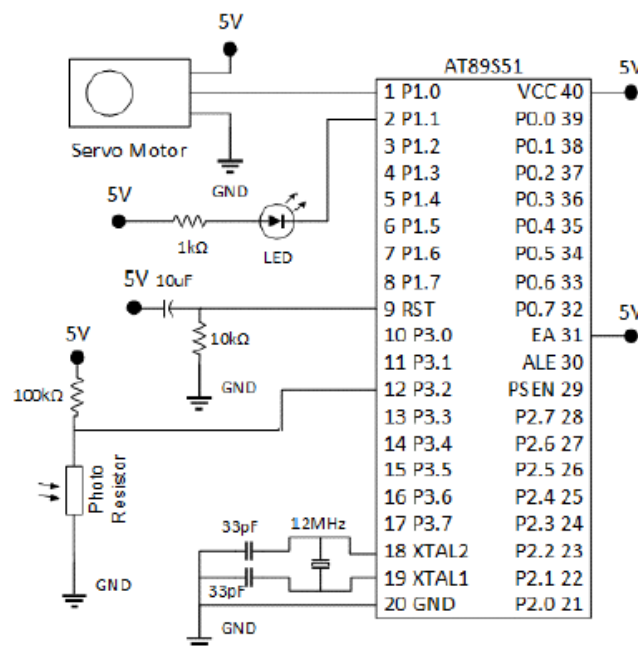 5V
AT89S51
5V
1 P1.0 VCC 40
2 P1.1 P0.0 39
Servo Motor
3 P1.2 P0.1 38
GND
4 P1.3 P0.2 37
5V
5 P1.4 P0.3 36
6 P1.5 P0.4 35
1kΩ
LED
7 P1.6 P0.5 34
8 P1.7 P0.6 33
5V 10uF
5V
9 RST P0.7 32
10kΩ
10 P3.0 EA 31
5V
11 P3.1 ALE 30
100kΩ
GND
12 P3.2 PSEN 29
13 P3.3 P2.7 28
14 P3.4 P2.6 27
Photo
Resistor
15 P3.5 P2.5 26
16 P3.6 P2.4 25
33pF 12MHz
17 P3.7 P2.3 24
18 XTAL2 P2.2 23
GND
33pF
19 XTAL1 P2.1 22
20 GND P2.0 21
GND